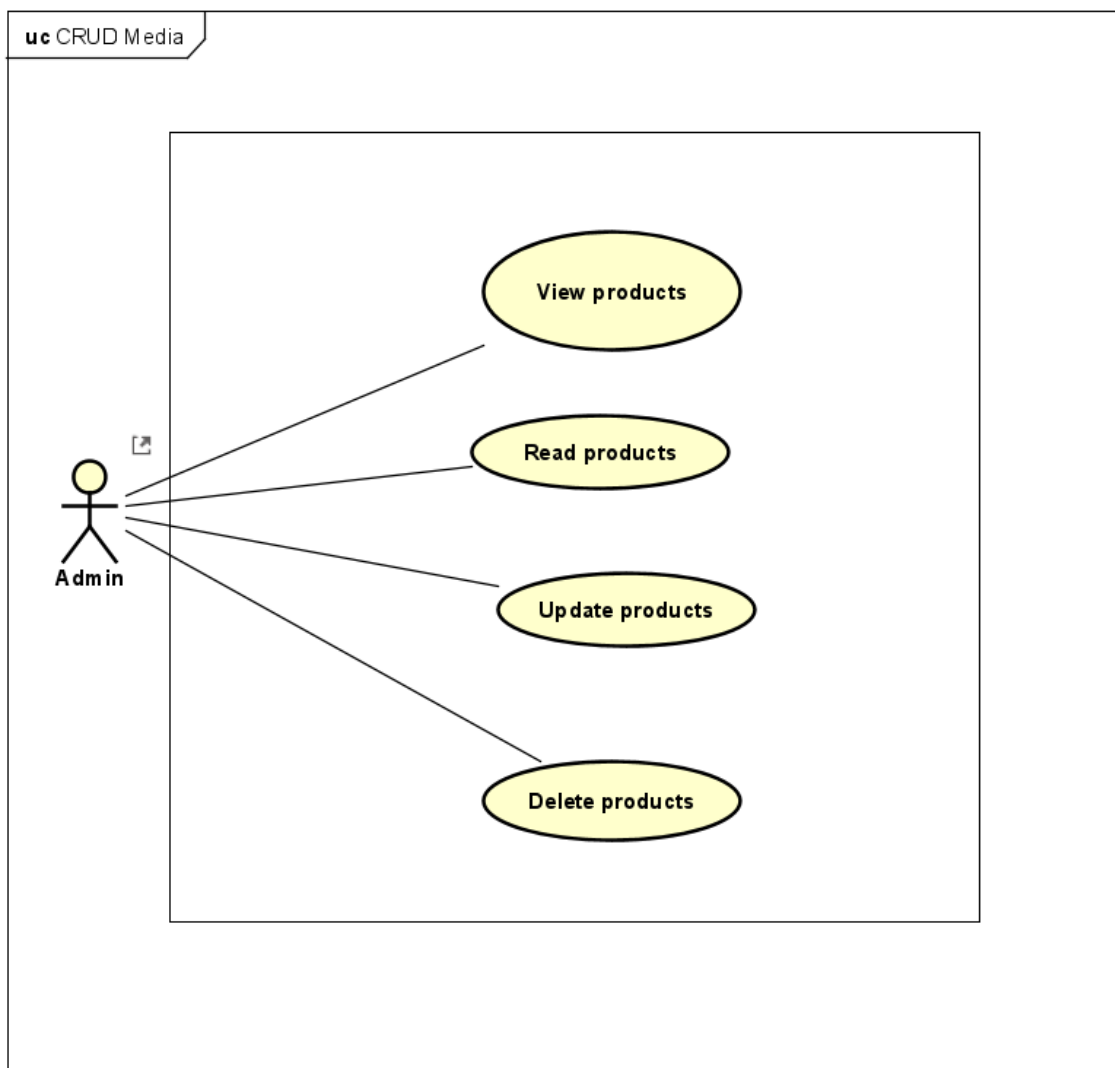 uc CRUD Media
View products
Read products
Admin
Update products
Delete products